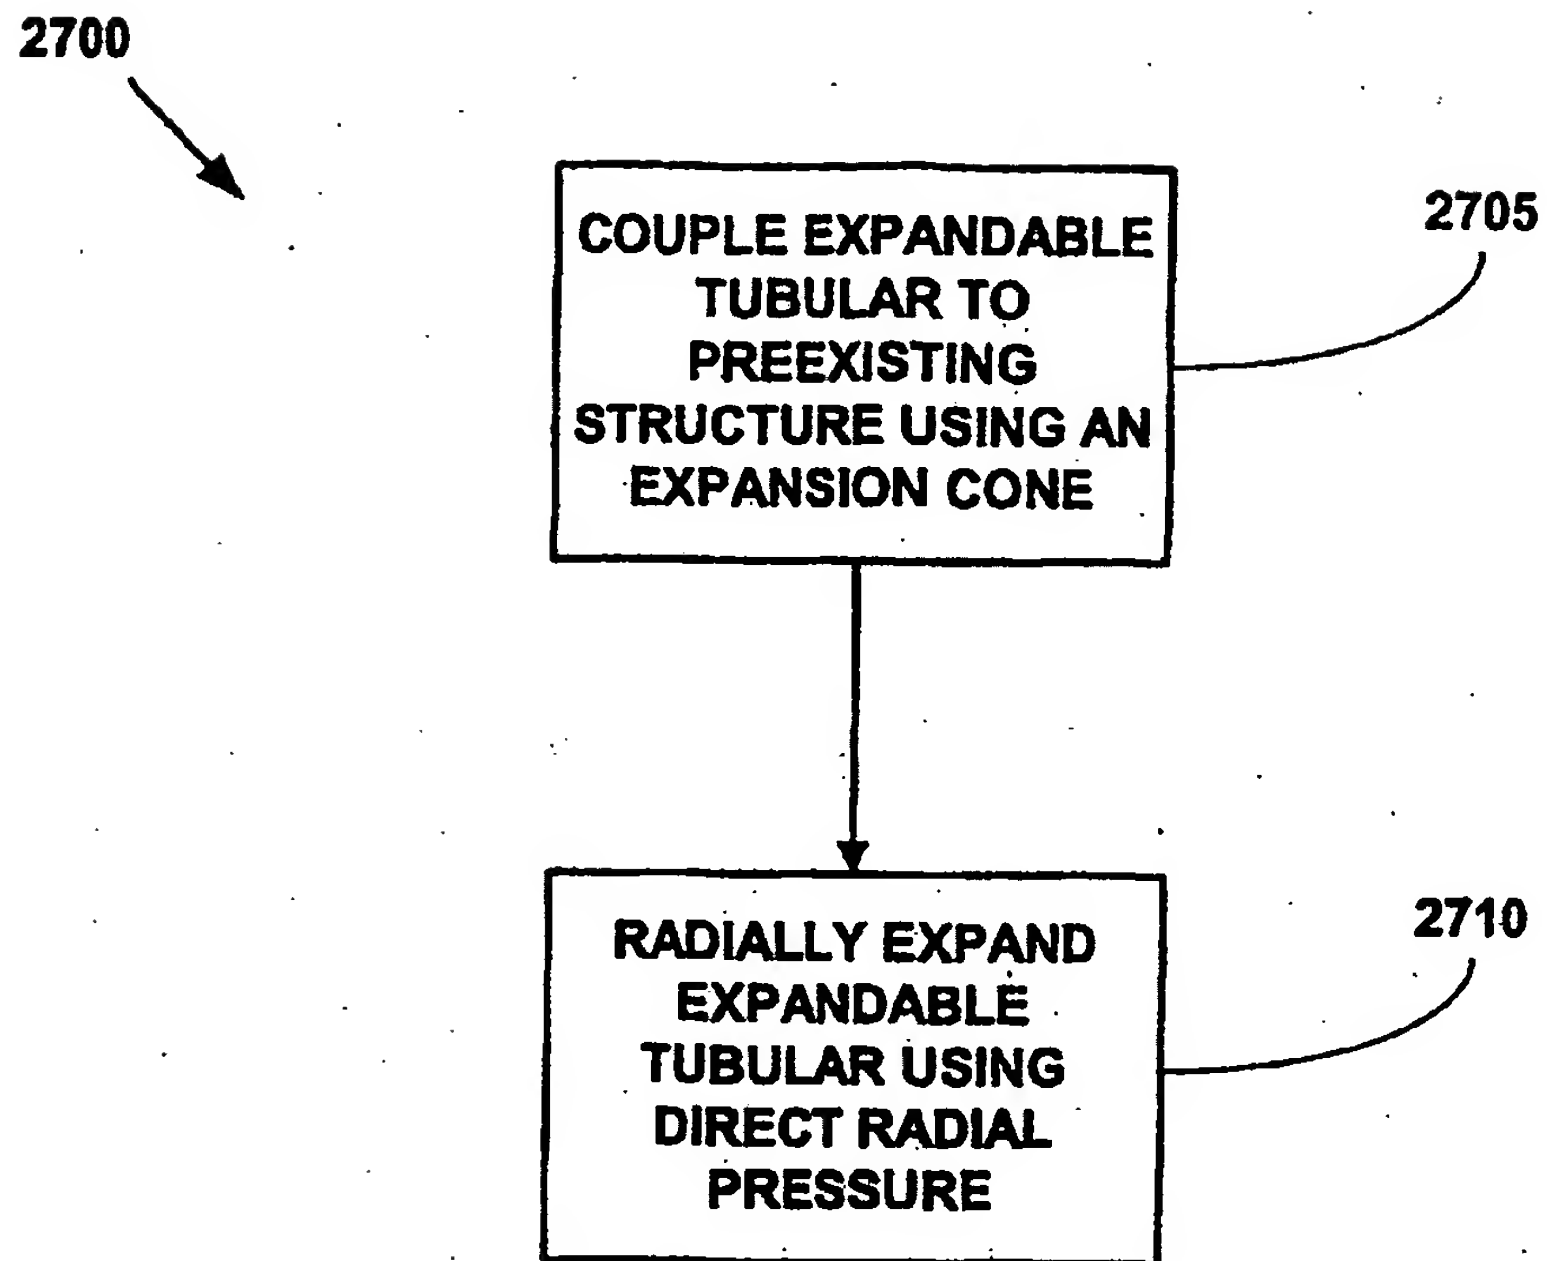 2700
COUPLE EXPANDABLE
TUBULAR TO
PREEXISTING
STRUCTURE USING AN
EXPANSION CONE
2705
RADIALLY EXPAND
EXPANDABLE
TUBULAR USING
DIRECT RADIAL
PRESSURE
2710